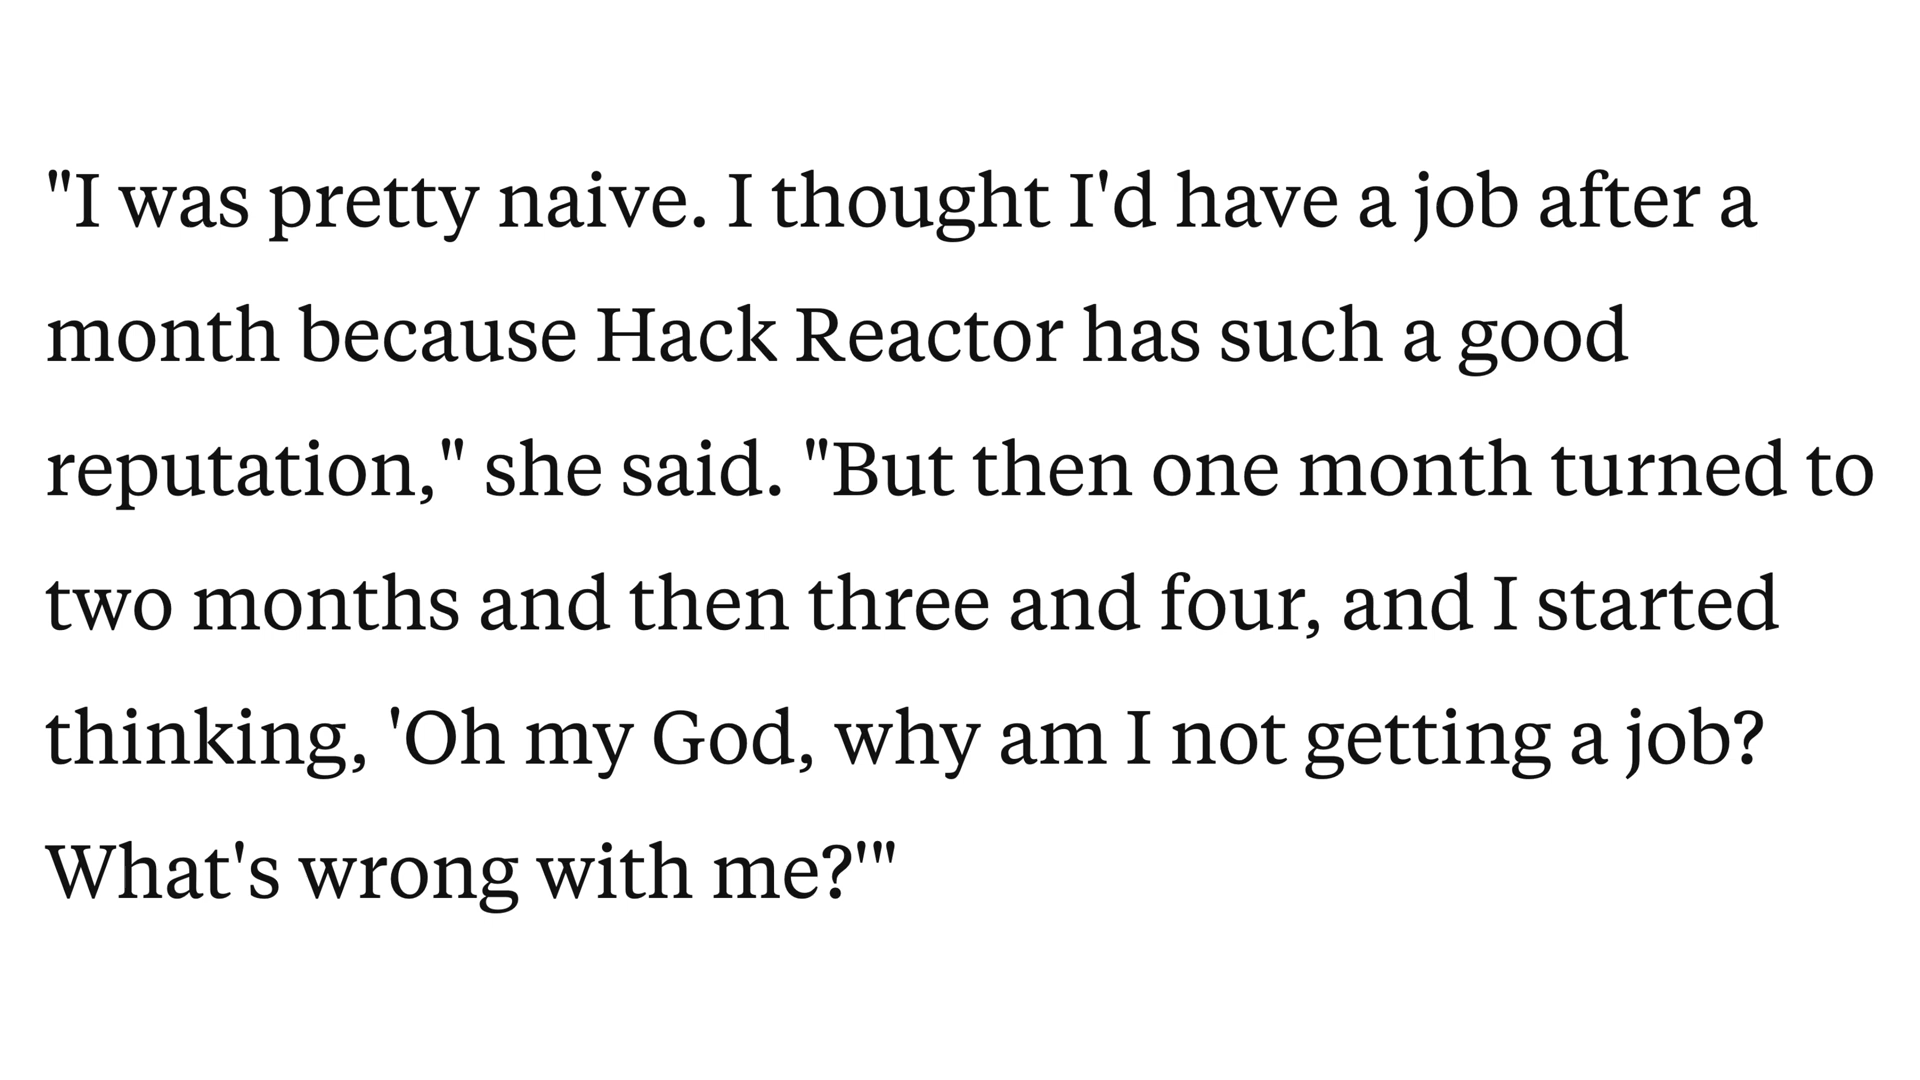 "I was pretty naive. I thought I'd have a job after a
month because Hack Reactor has such a good
reputation," she said. "But then one month turned to
two months and then three and four, and I started
thinking, 'Oh my God, why am I not getting a job?
What's wrong with me?'"